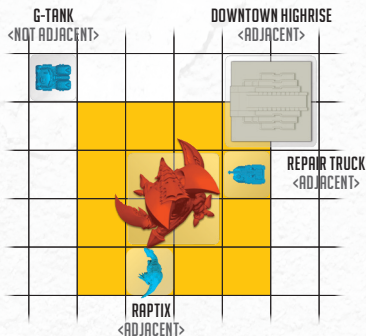 G-TANK
<NOT ADJACENT>
DOWNTOWN HIGHRISE
<ADJACENT>
REPAIR TRUCK
<ADJACENT>
RAPTIX
<ADJACENT>